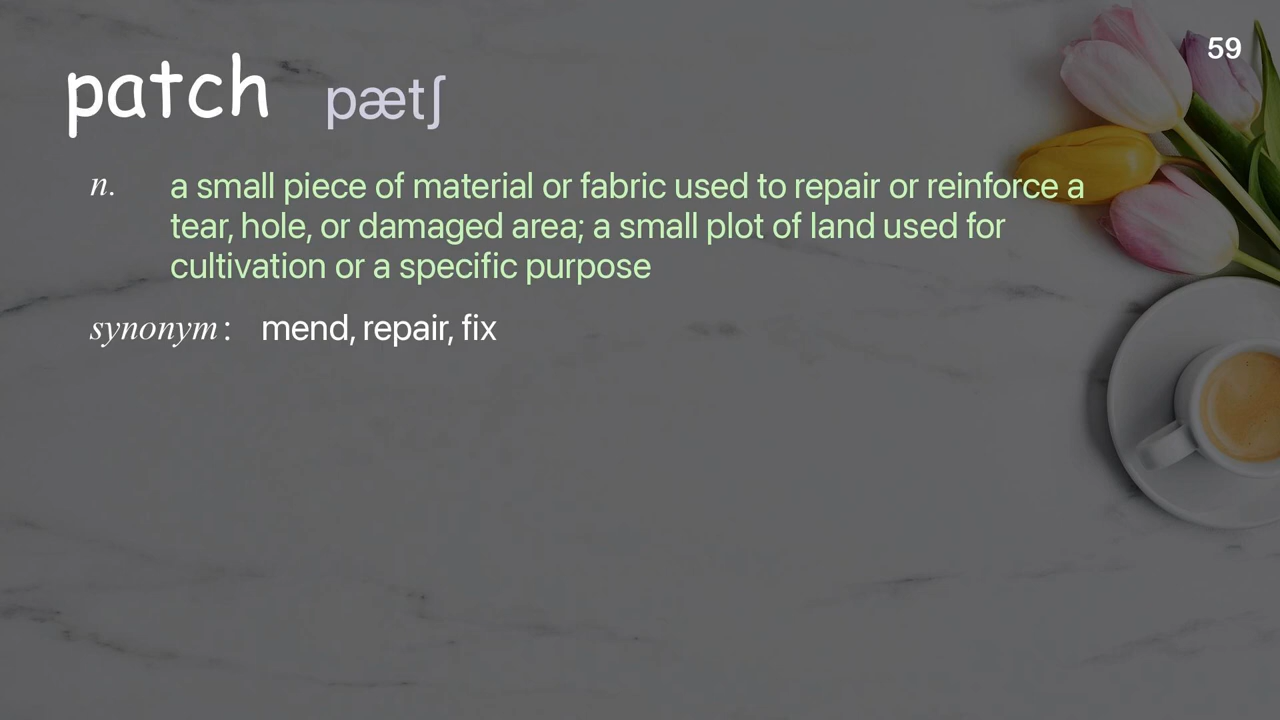 59
patch pætʃ
n. a small piece of material or fabric used to repair or reinforce a
tear, hole, or damaged area; a small plot of land used for
cultivation or a specific purpose
synonym: mend, repair, fix